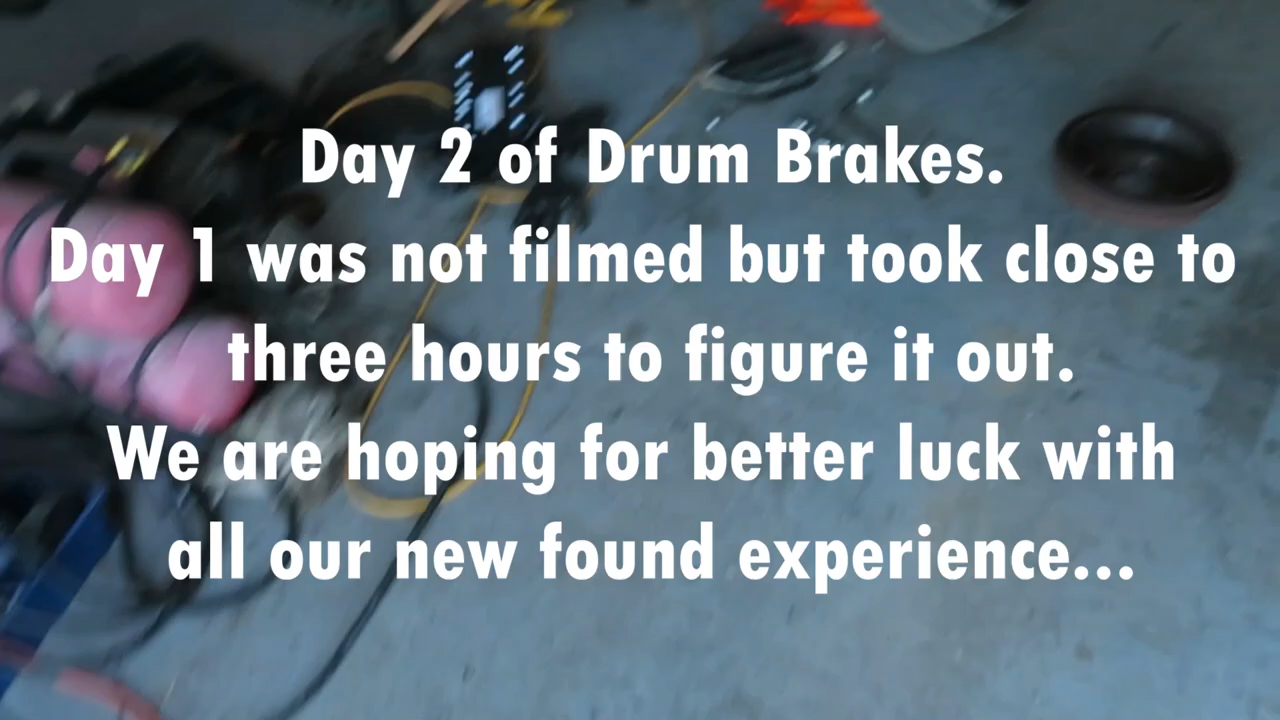 Day 2 of Drum Brakes.
Day 1 was not filmed but took close to
three hours to figure it out.
We are hoping for better luck with
all our new found experience...